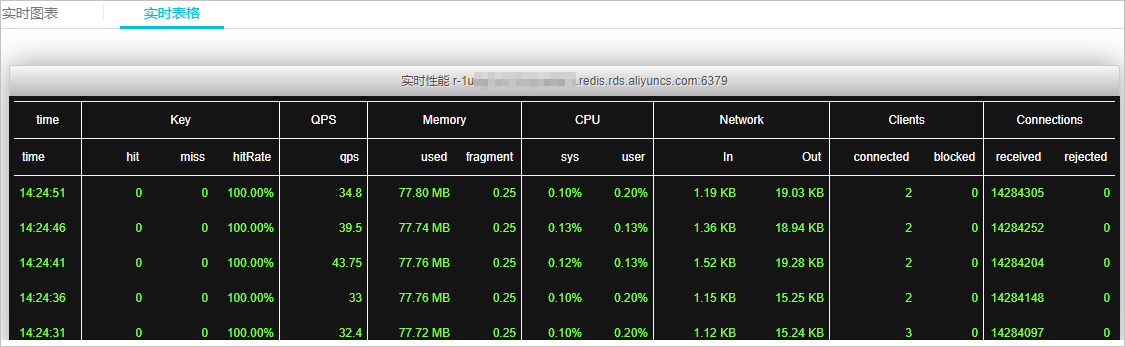 实时图表 实时表格
实时性能 r-1u .redis.rds.aliyuncs.com:6379
time Key QPS Memory CPU Network Clients Connections
time hit miss hitRate qps used fragment sys user In Out connected blocked received rejected
14:24:51 0 0 100.00% 34.8 77.80 MB 0.25 0.10% 0.20% 1.19 KB 19.03 KB 2 0 14284305 0
14:24:46 0 0 100.00% 39.5 77.74 MB 0.25 0.13% 0.13% 1.36 KB 18.94 KB 2 0 14284252 0
14:24:41 0 0 100.00% 43.75 77.76 MB 0.25 0.12% 0.13% 1.52 KB 19.28 KB 2 0 14284204 0
14:24:36 0 0 100.00% 33 77.76 MB 0.25 0.10% 0.20% 1.15 KB 15.25 KB 2 0 14284148 0
14:24:31 0 0 100.00% 32.4 77.72 MB 0.25 0.10% 0.20% 1.12 KB 15.24 KB 3 0 14284097 0